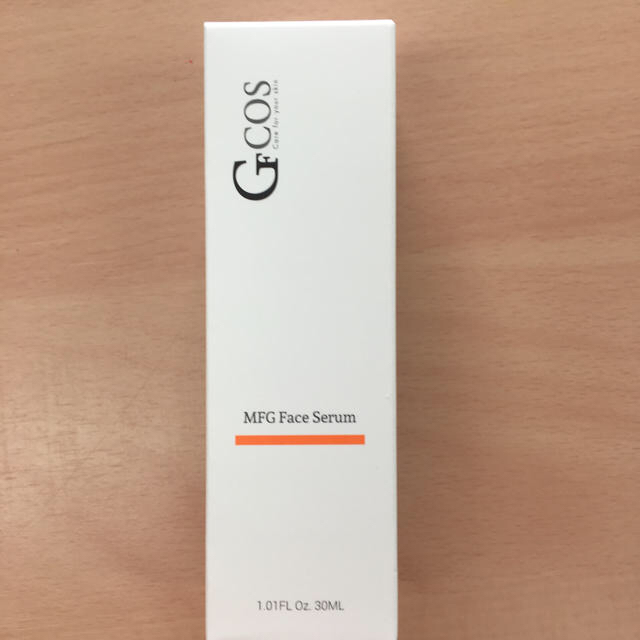 GFCOS
Care for your skin
MFG Face Serum
1.01FL Oz. 30ML